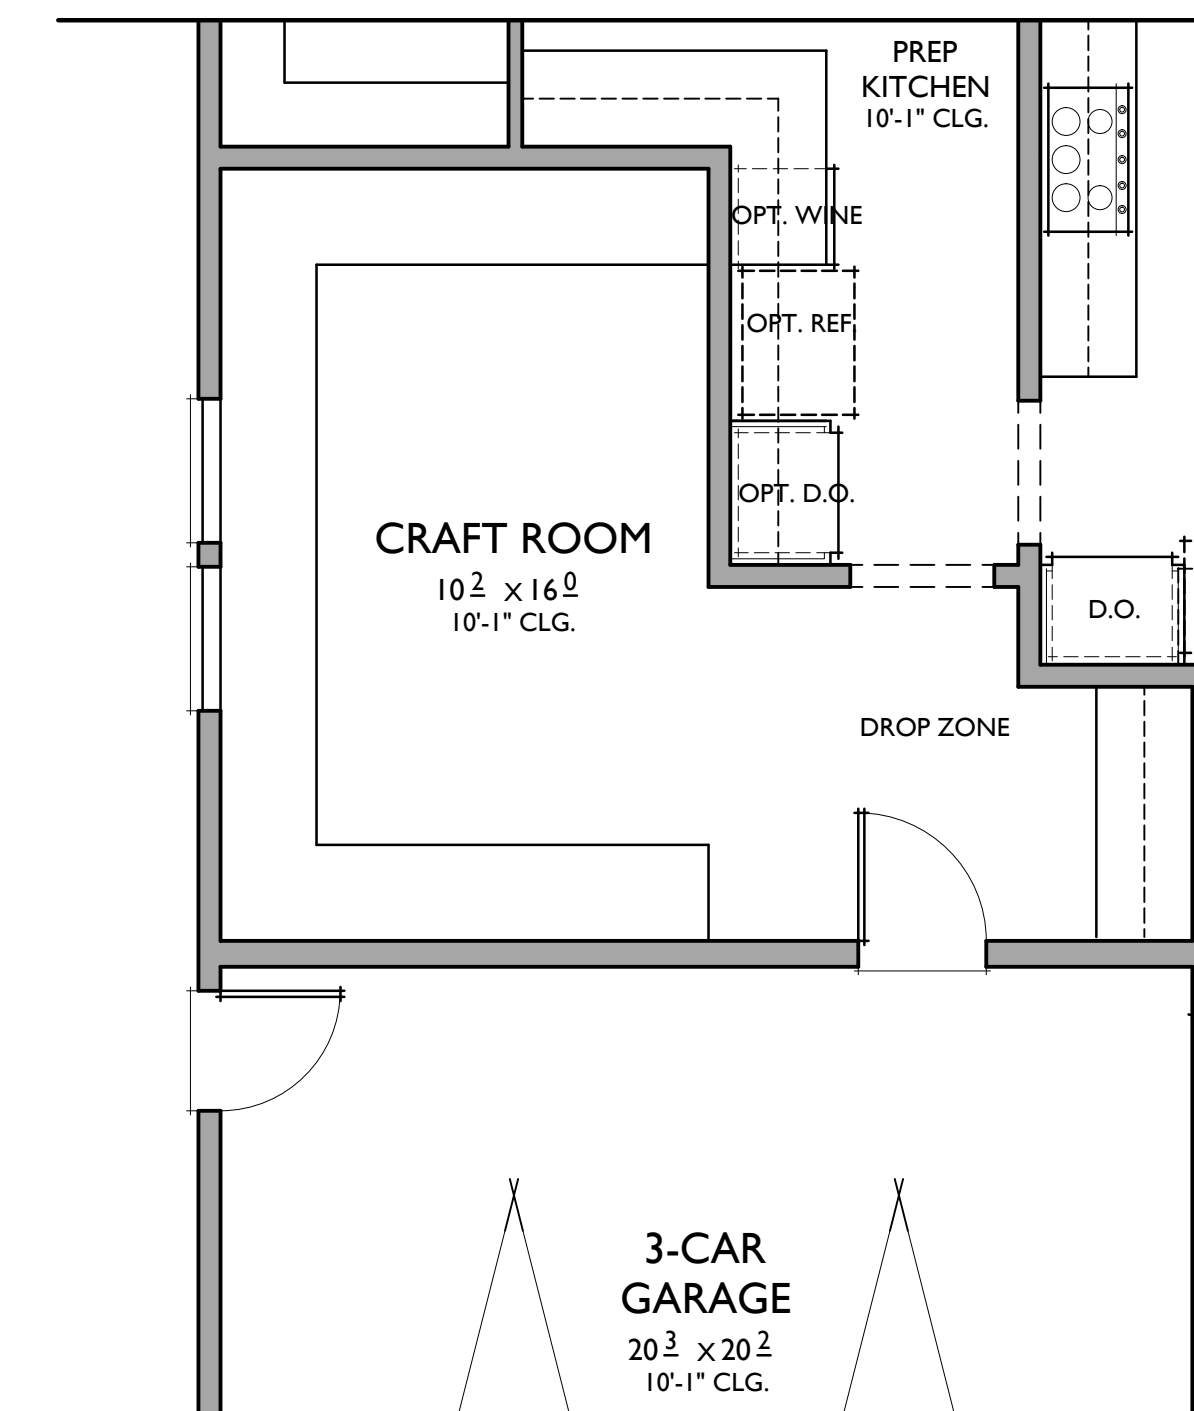 PREP
KITCHEN
10'-1" CLG.
OPT. WINE
OPT. REF.
OPT. D.O.
CRAFT ROOM
10 2 X 16 0
10'-1" CLG.
D.O.
DROP ZONE
3-CAR
GARAGE
20 3 X 20 2
10'-1" CLG.